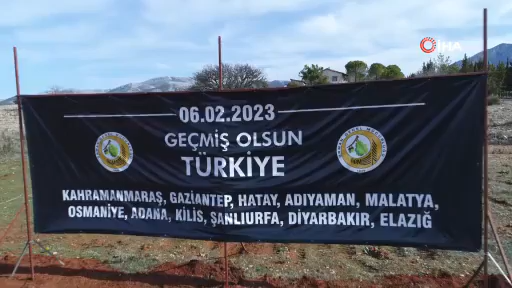 İHA
06.02.2023
GEÇMİŞ OLSUN
TÜRKİYE
KAHRAMANMARAŞ, GAZİANTEP, HATAY, ADIYAMAN, MALATYA,
OSMANİYE, ADANA, KİLİS, ŞANLIURFA, DİYARBAKIR, ELAZIĞ